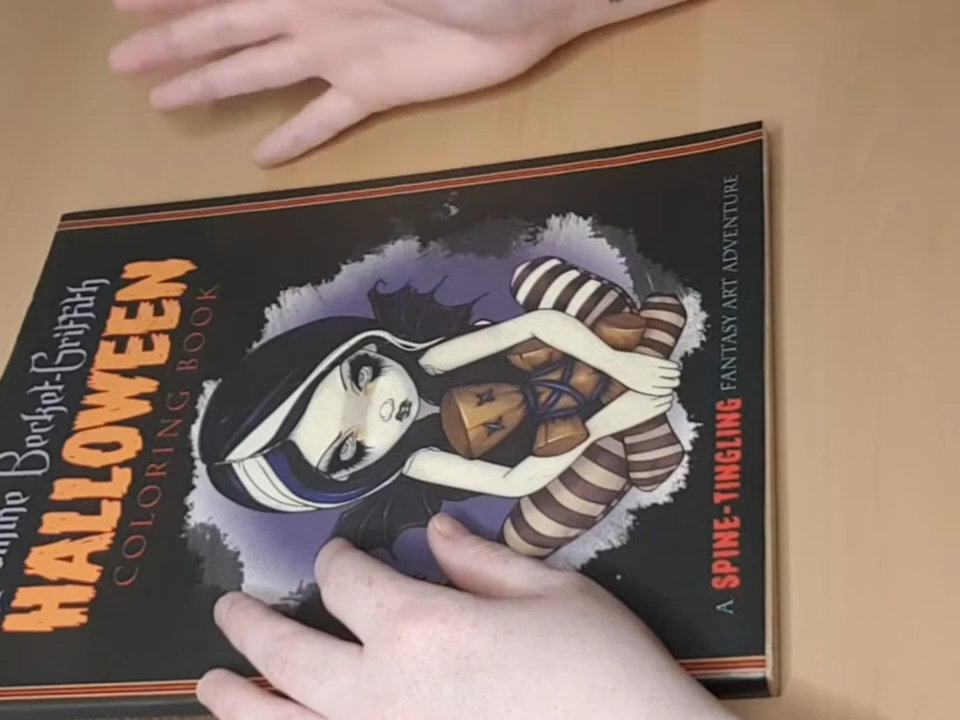 Becket-Griffith
HALLOWEEN
COLORING BOOK
A SPINE-TINGLING FANTASY ART ADVENTURE